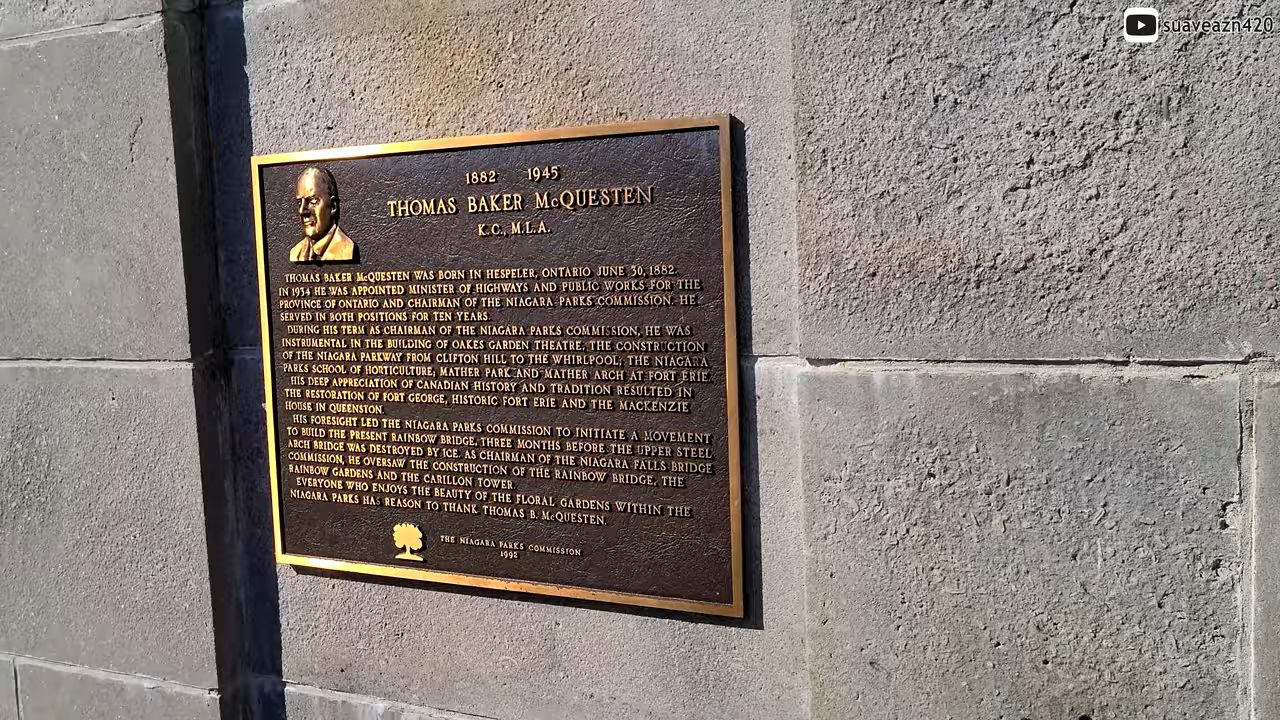 suaveazn420
1882 1945
THOMAS BAKER McQUESTEN
K.C., M.L.A.
THOMAS BAKER McQUESTEN WAS BORN IN HESPELER, ONTARIO JUNE 30, 1882.
IN 1934 HE WAS APPOINTED MINISTER OF HIGHWAYS AND PUBLIC WORKS FOR THE
PROVINCE OF ONTARIO AND CHAIRMAN OF THE NIAGARA PARKS COMMISSION. HE
SERVED IN BOTH POSITIONS FOR TEN YEARS.
DURING HIS TERM AS CHAIRMAN OF THE NIAGARA PARKS COMMISSION, HE WAS
INSTRUMENTAL IN THE BUILDING OF OAKES GARDEN THEATRE, THE CONSTRUCTION
OF THE NIAGARA PARKWAY FROM CLIFTON HILL TO THE WHIRLPOOL, THE NIAGARA
PARKS SCHOOL OF HORTICULTURE, MATHER PARK AND MATHER ARCH AT FORT ERIE.
HIS DEEP APPRECIATION OF CANADIAN HISTORY AND TRADITION RESULTED IN
THE RESTORATION OF FORT GEORGE, HISTORIC FORT ERIE AND THE MACKENZIE
HOUSE IN QUEENSTON.
HIS FORESIGHT LED THE NIAGARA PARKS COMMISSION TO INITIATE A MOVEMENT
TO BUILD THE PRESENT RAINBOW BRIDGE, THREE MONTHS BEFORE THE UPPER STEEL
ARCH BRIDGE WAS DESTROYED BY ICE. AS CHAIRMAN OF THE NIAGARA FALLS BRIDGE
COMMISSION, HE OVERSAW THE CONSTRUCTION OF THE RAINBOW BRIDGE, THE
RAINBOW GARDENS AND THE CARILLON TOWER.
EVERYONE WHO ENJOYS THE BEAUTY OF THE FLORAL GARDENS WITHIN THE
NIAGARA PARKS HAS REASON TO THANK THOMAS B. McQUESTEN.
THE NIAGARA PARKS COMMISSION
1992